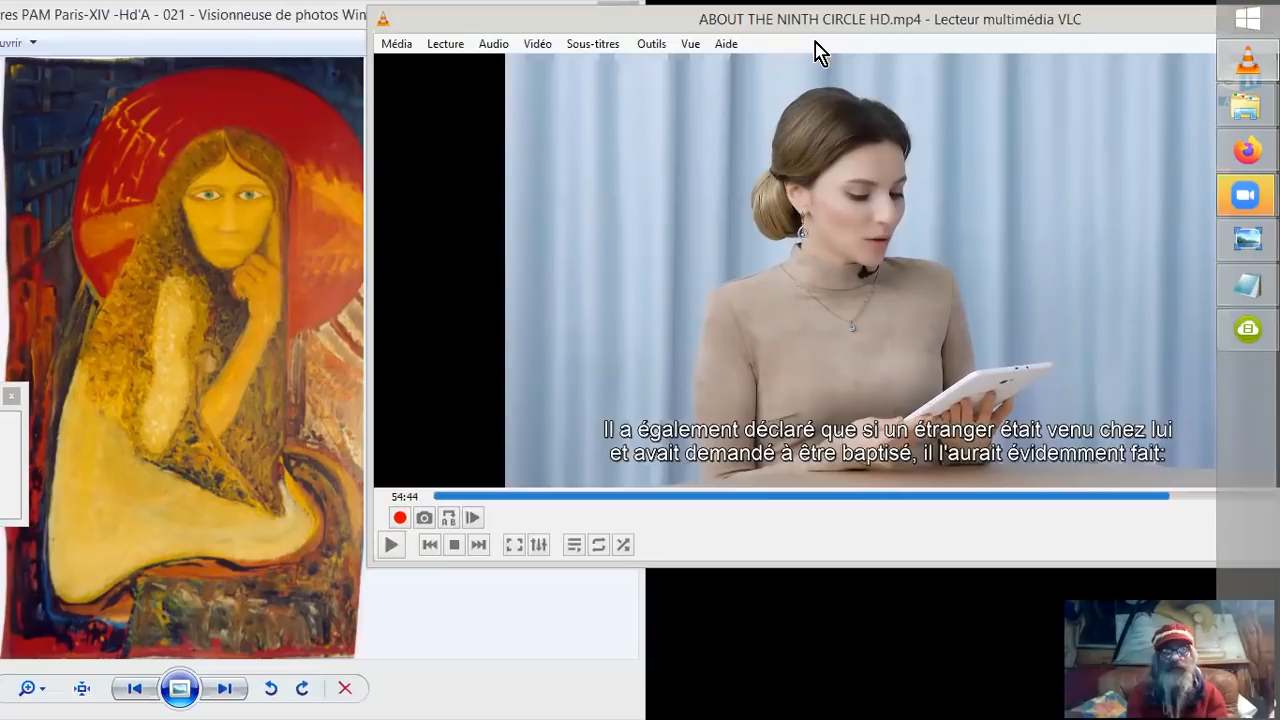 res PAM Paris-XIV -Hd'A - 021 - Visionneuse de photos Win
uvrir
ABOUT THE NINTH CIRCLE HD.mp4 - Lecteur multimédia VLC
Média Lecture Audio Vidéo Sous-titres Outils Vue Aide
Il a également déclaré que si un étranger était venu chez lui
et avait demandé à être baptisé, il l'aurait évidemment fait:
54:44